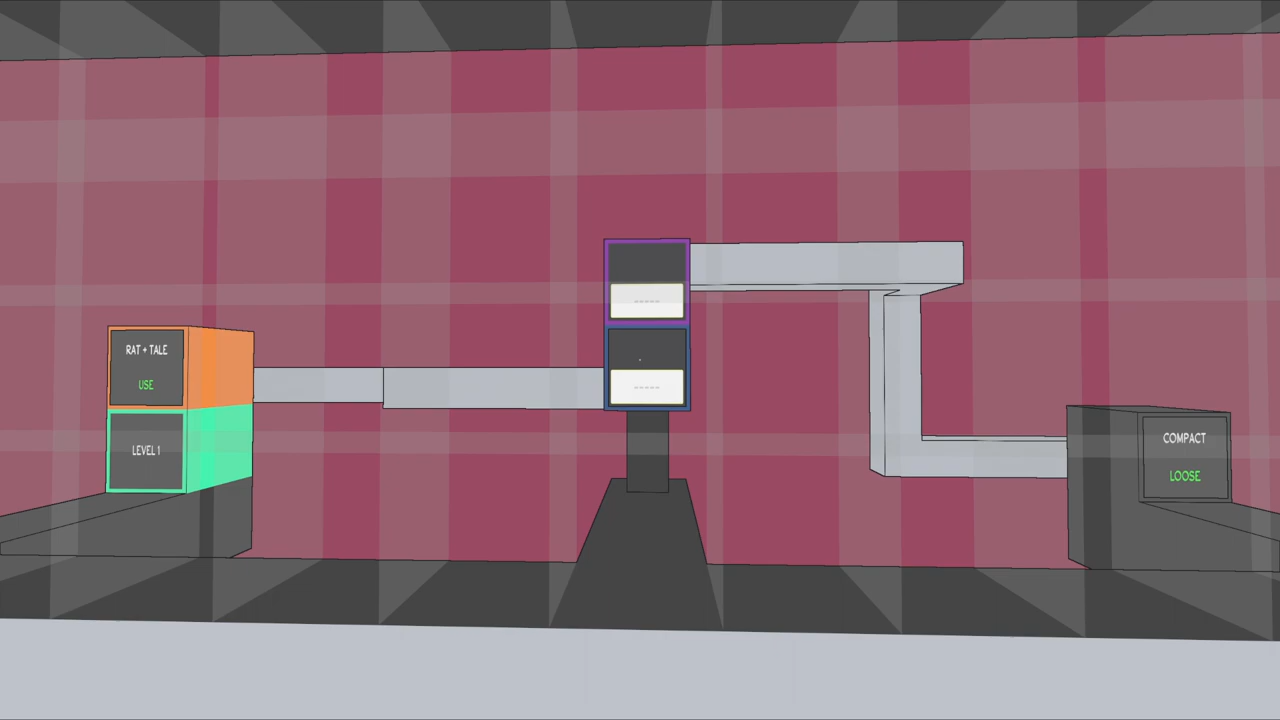 RAT + TALE
USE
LEVEL 1
-----
-----
COMPACT
LOOSE